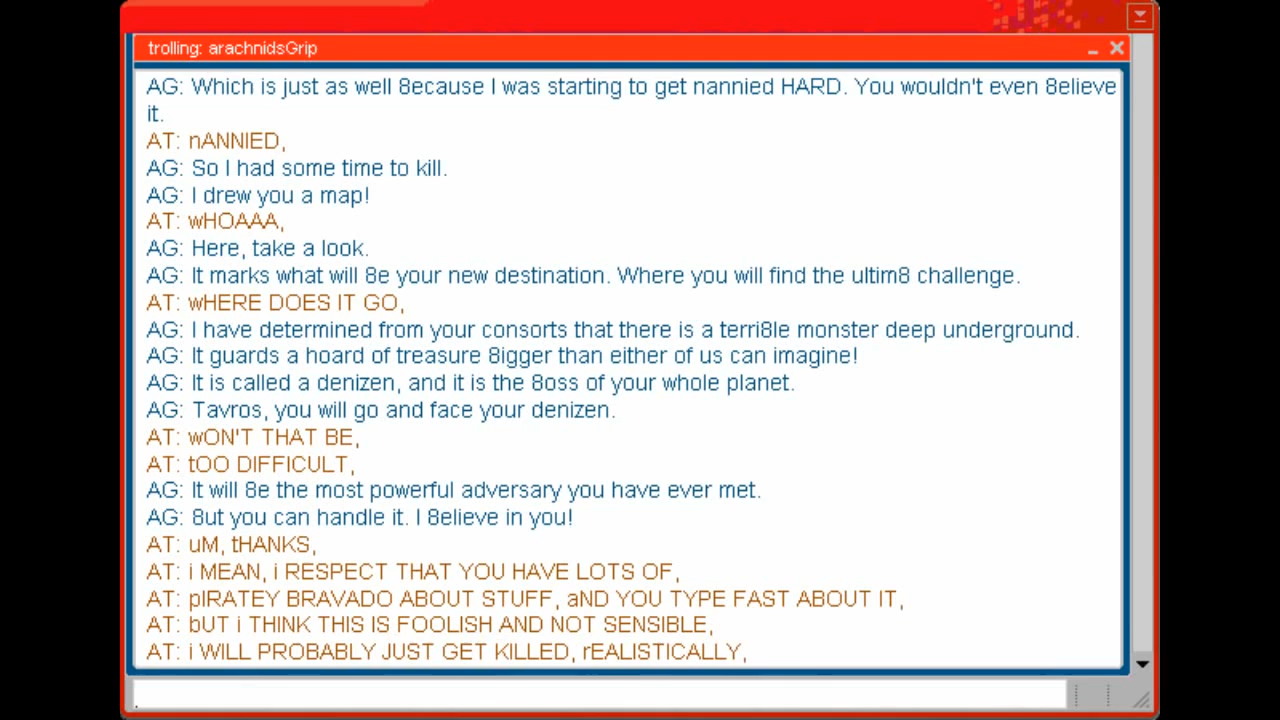 trolling: arachnidsGrip
AG: Which is just as well 8ecause I was starting to get nannied HARD. You wouldn't even 8elieve
it.
AT: nANNIED,
AG: So I had some time to kill.
AG: I drew you a map!
AT: wHOAAA,
AG: Here, take a look.
AG: It marks what will 8e your new destination. Where you will find the ultim8 challenge.
AT: wHERE DOES IT GO,
AG: I have determined from your consorts that there is a terri8le monster deep underground.
AG: It guards a hoard of treasure 8igger than either of us can imagine!
AG: It is called a denizen, and it is the 8oss of your whole planet.
AG: Tavros, you will go and face your denizen.
AT: wON'T THAT BE,
AT: tOO DIFFICULT,
AG: It will 8e the most powerful adversary you have ever met.
AG: 8ut you can handle it. I 8elieve in you!
AT: uM, tHANKS,
AT: i MEAN, i RESPECT THAT YOU HAVE LOTS OF,
AT: pIRATEY BRAVADO ABOUT STUFF, aND YOU TYPE FAST ABOUT IT,
AT: bUT i THINK THIS IS FOOLISH AND NOT SENSIBLE,
AT: i WILL PROBABLY JUST GET KILLED, rEALISTICALLY,